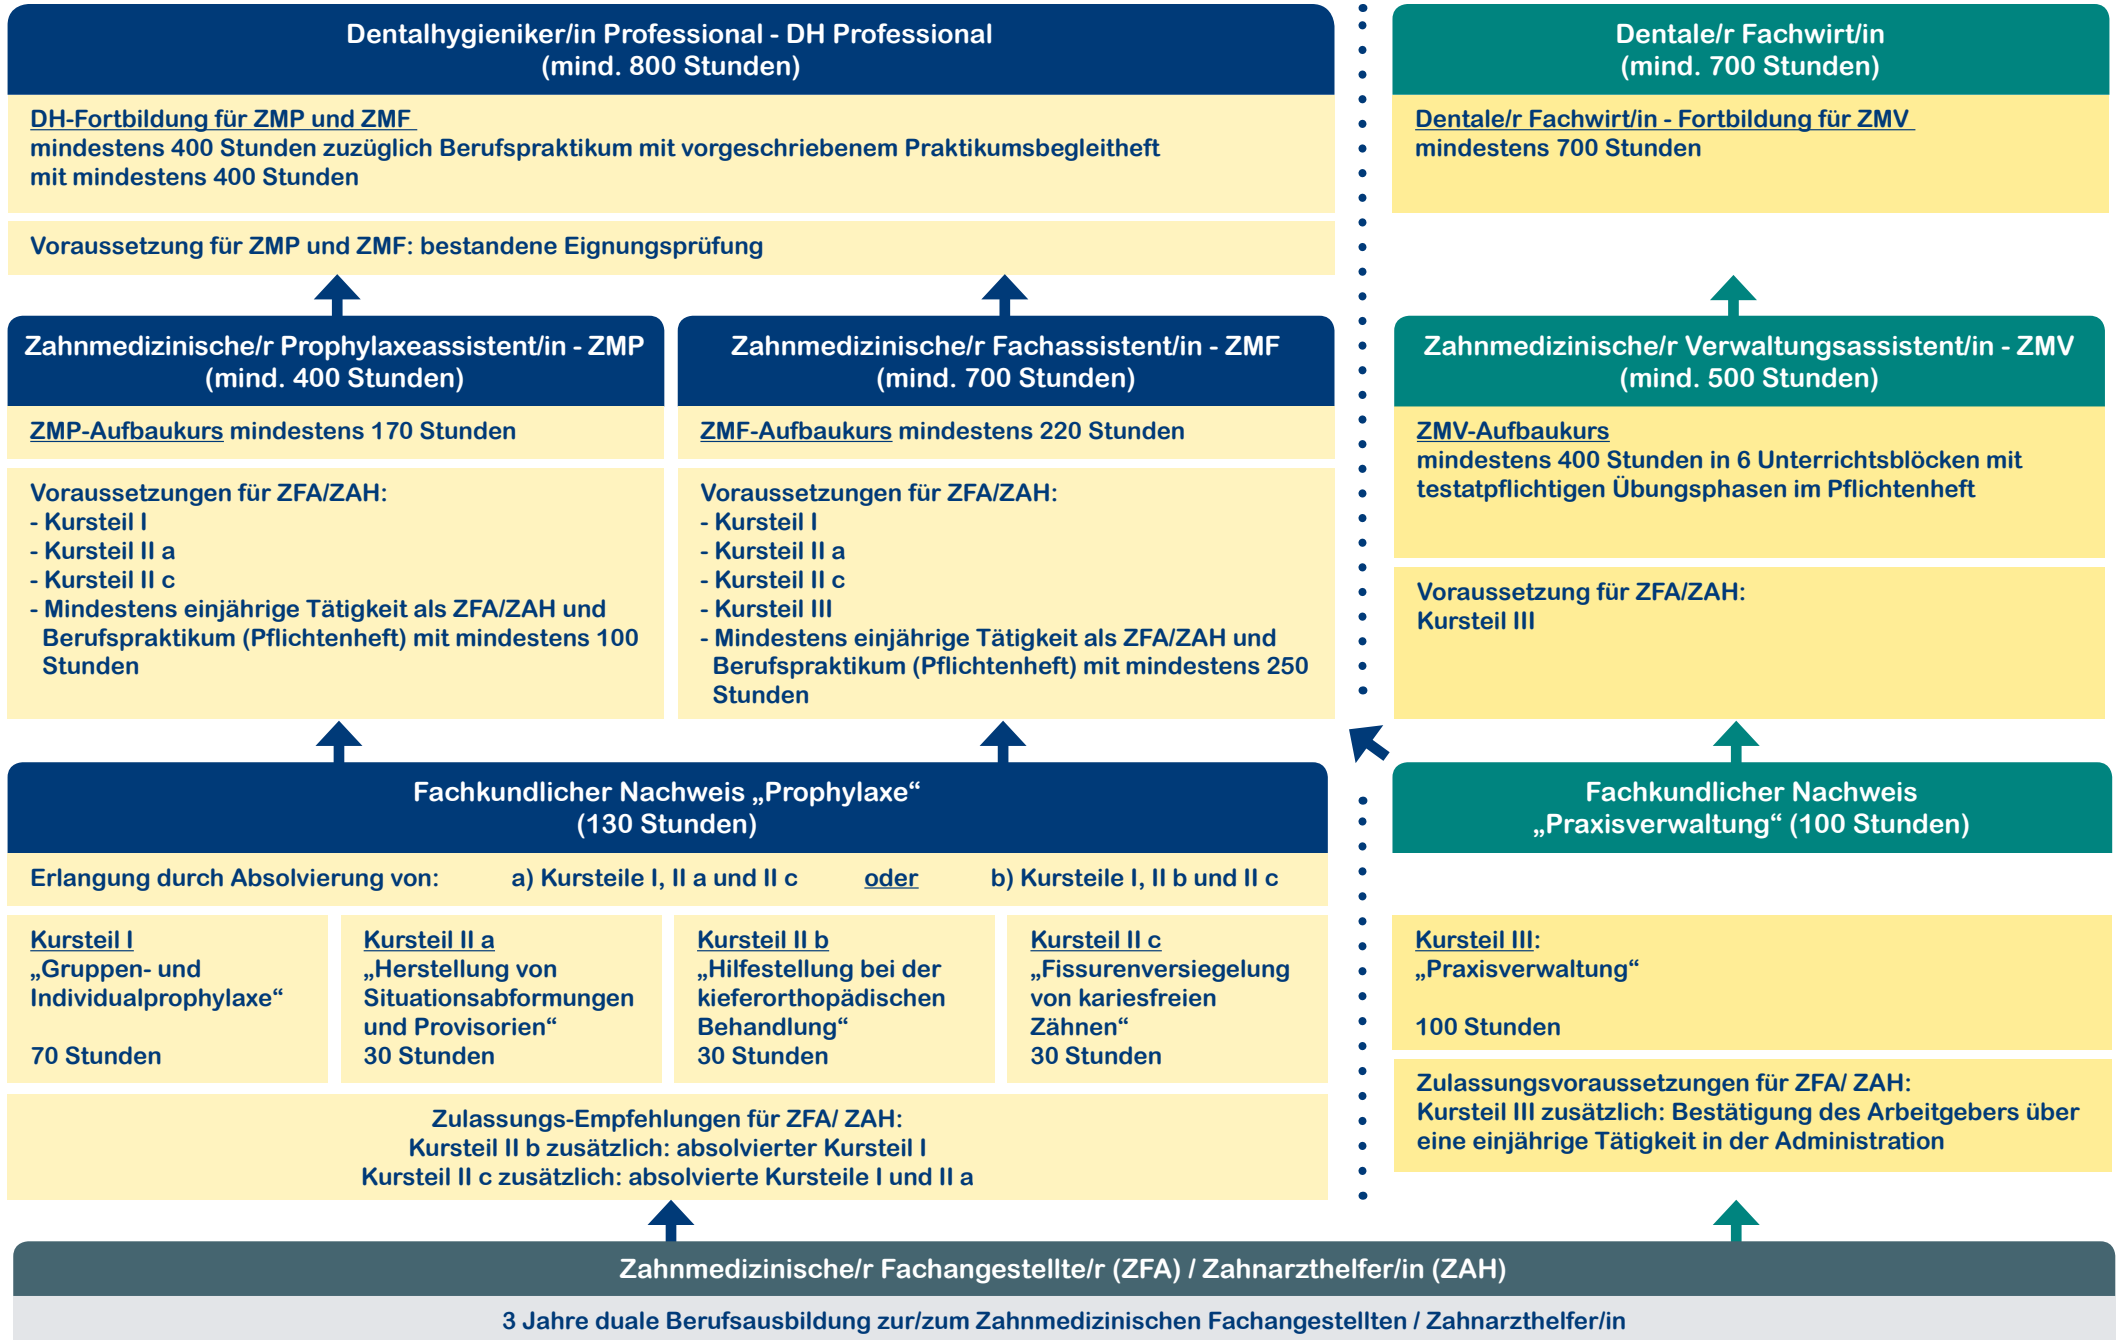 Dentalhygieniker/in Professional - DH Professional
(mind. 800 Stunden)
DH-Fortbildung für ZMP und ZMF
mindestens 400 Stunden zuzüglich Berufspraktikum mit vorgeschriebenem Praktikumsbegleitheft
mit mindestens 400 Stunden
Voraussetzung für ZMP und ZMF: bestandene Eignungsprüfung
Dentale/r Fachwirt/in
(mind. 700 Stunden)
Dentale/r Fachwirt/in - Fortbildung für ZMV
mindestens 700 Stunden
Zahnmedizinische/r Prophylaxeassistent/in - ZMP
(mind. 400 Stunden)
ZMP-Aufbaukurs mindestens 170 Stunden
Voraussetzungen für ZFA/ZAH:
- Kursteil I
- Kursteil II a
- Kursteil II c
- Mindestens einjährige Tätigkeit als ZFA/ZAH und
Berufspraktikum (Pflichtenheft) mit mindestens 100
Stunden
Zahnmedizinische/r Fachassistent/in - ZMF
(mind. 700 Stunden)
ZMF-Aufbaukurs mindestens 220 Stunden
Voraussetzungen für ZFA/ZAH:
- Kursteil I
- Kursteil II a
- Kursteil II c
- Kursteil III
- Mindestens einjährige Tätigkeit als ZFA/ZAH und
Berufspraktikum (Pflichtenheft) mit mindestens 250
Stunden
Zahnmedizinische/r Verwaltungsassistent/in - ZMV
(mind. 500 Stunden)
ZMV-Aufbaukurs
mindestens 400 Stunden in 6 Unterrichtsblöcken mit
testatpflichtigen Übungsphasen im Pflichtenheft
Voraussetzung für ZFA/ZAH:
Kursteil III
Fachkundlicher Nachweis „Prophylaxe“
(130 Stunden)
Erlangung durch Absolvierung von: a) Kursteile I, II a und II c oder b) Kursteile I, II b und II c
Kursteil I
„Gruppen- und
Individualprophylaxe“
70 Stunden
Kursteil II a
„Herstellung von
Situationsabformungen
und Provisorien“
30 Stunden
Kursteil II b
„Hilfestellung bei der
kieferorthopädischen
Behandlung“
30 Stunden
Kursteil II c
„Fissurenversiegelung
von kariesfreien
Zähnen“
30 Stunden
Zulassungs-Empfehlungen für ZFA/ ZAH:
Kursteil II b zusätzlich: absolvierter Kursteil I
Kursteil II c zusätzlich: absolvierte Kursteile I und II a
Fachkundlicher Nachweis
„Praxisverwaltung“ (100 Stunden)
Kursteil III:
„Praxisverwaltung“
100 Stunden
Zulassungsvoraussetzungen für ZFA/ ZAH:
Kursteil III zusätzlich: Bestätigung des Arbeitgebers über
eine einjährige Tätigkeit in der Administration
Zahnmedizinische/r Fachangestellte/r (ZFA) / Zahnarzthelfer/in (ZAH)
3 Jahre duale Berufsausbildung zur/zum Zahnmedizinischen Fachangestellten / Zahnarzthelfer/in